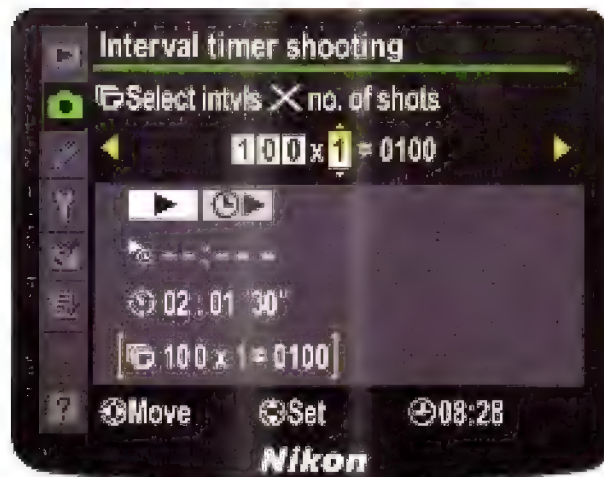 Interval timer shooting
Select intvls × no. of shots
100 x 1 = 0100
--:--
02:01'30"
100 x 1 = 0100
? Move Set 08:28
Nikon